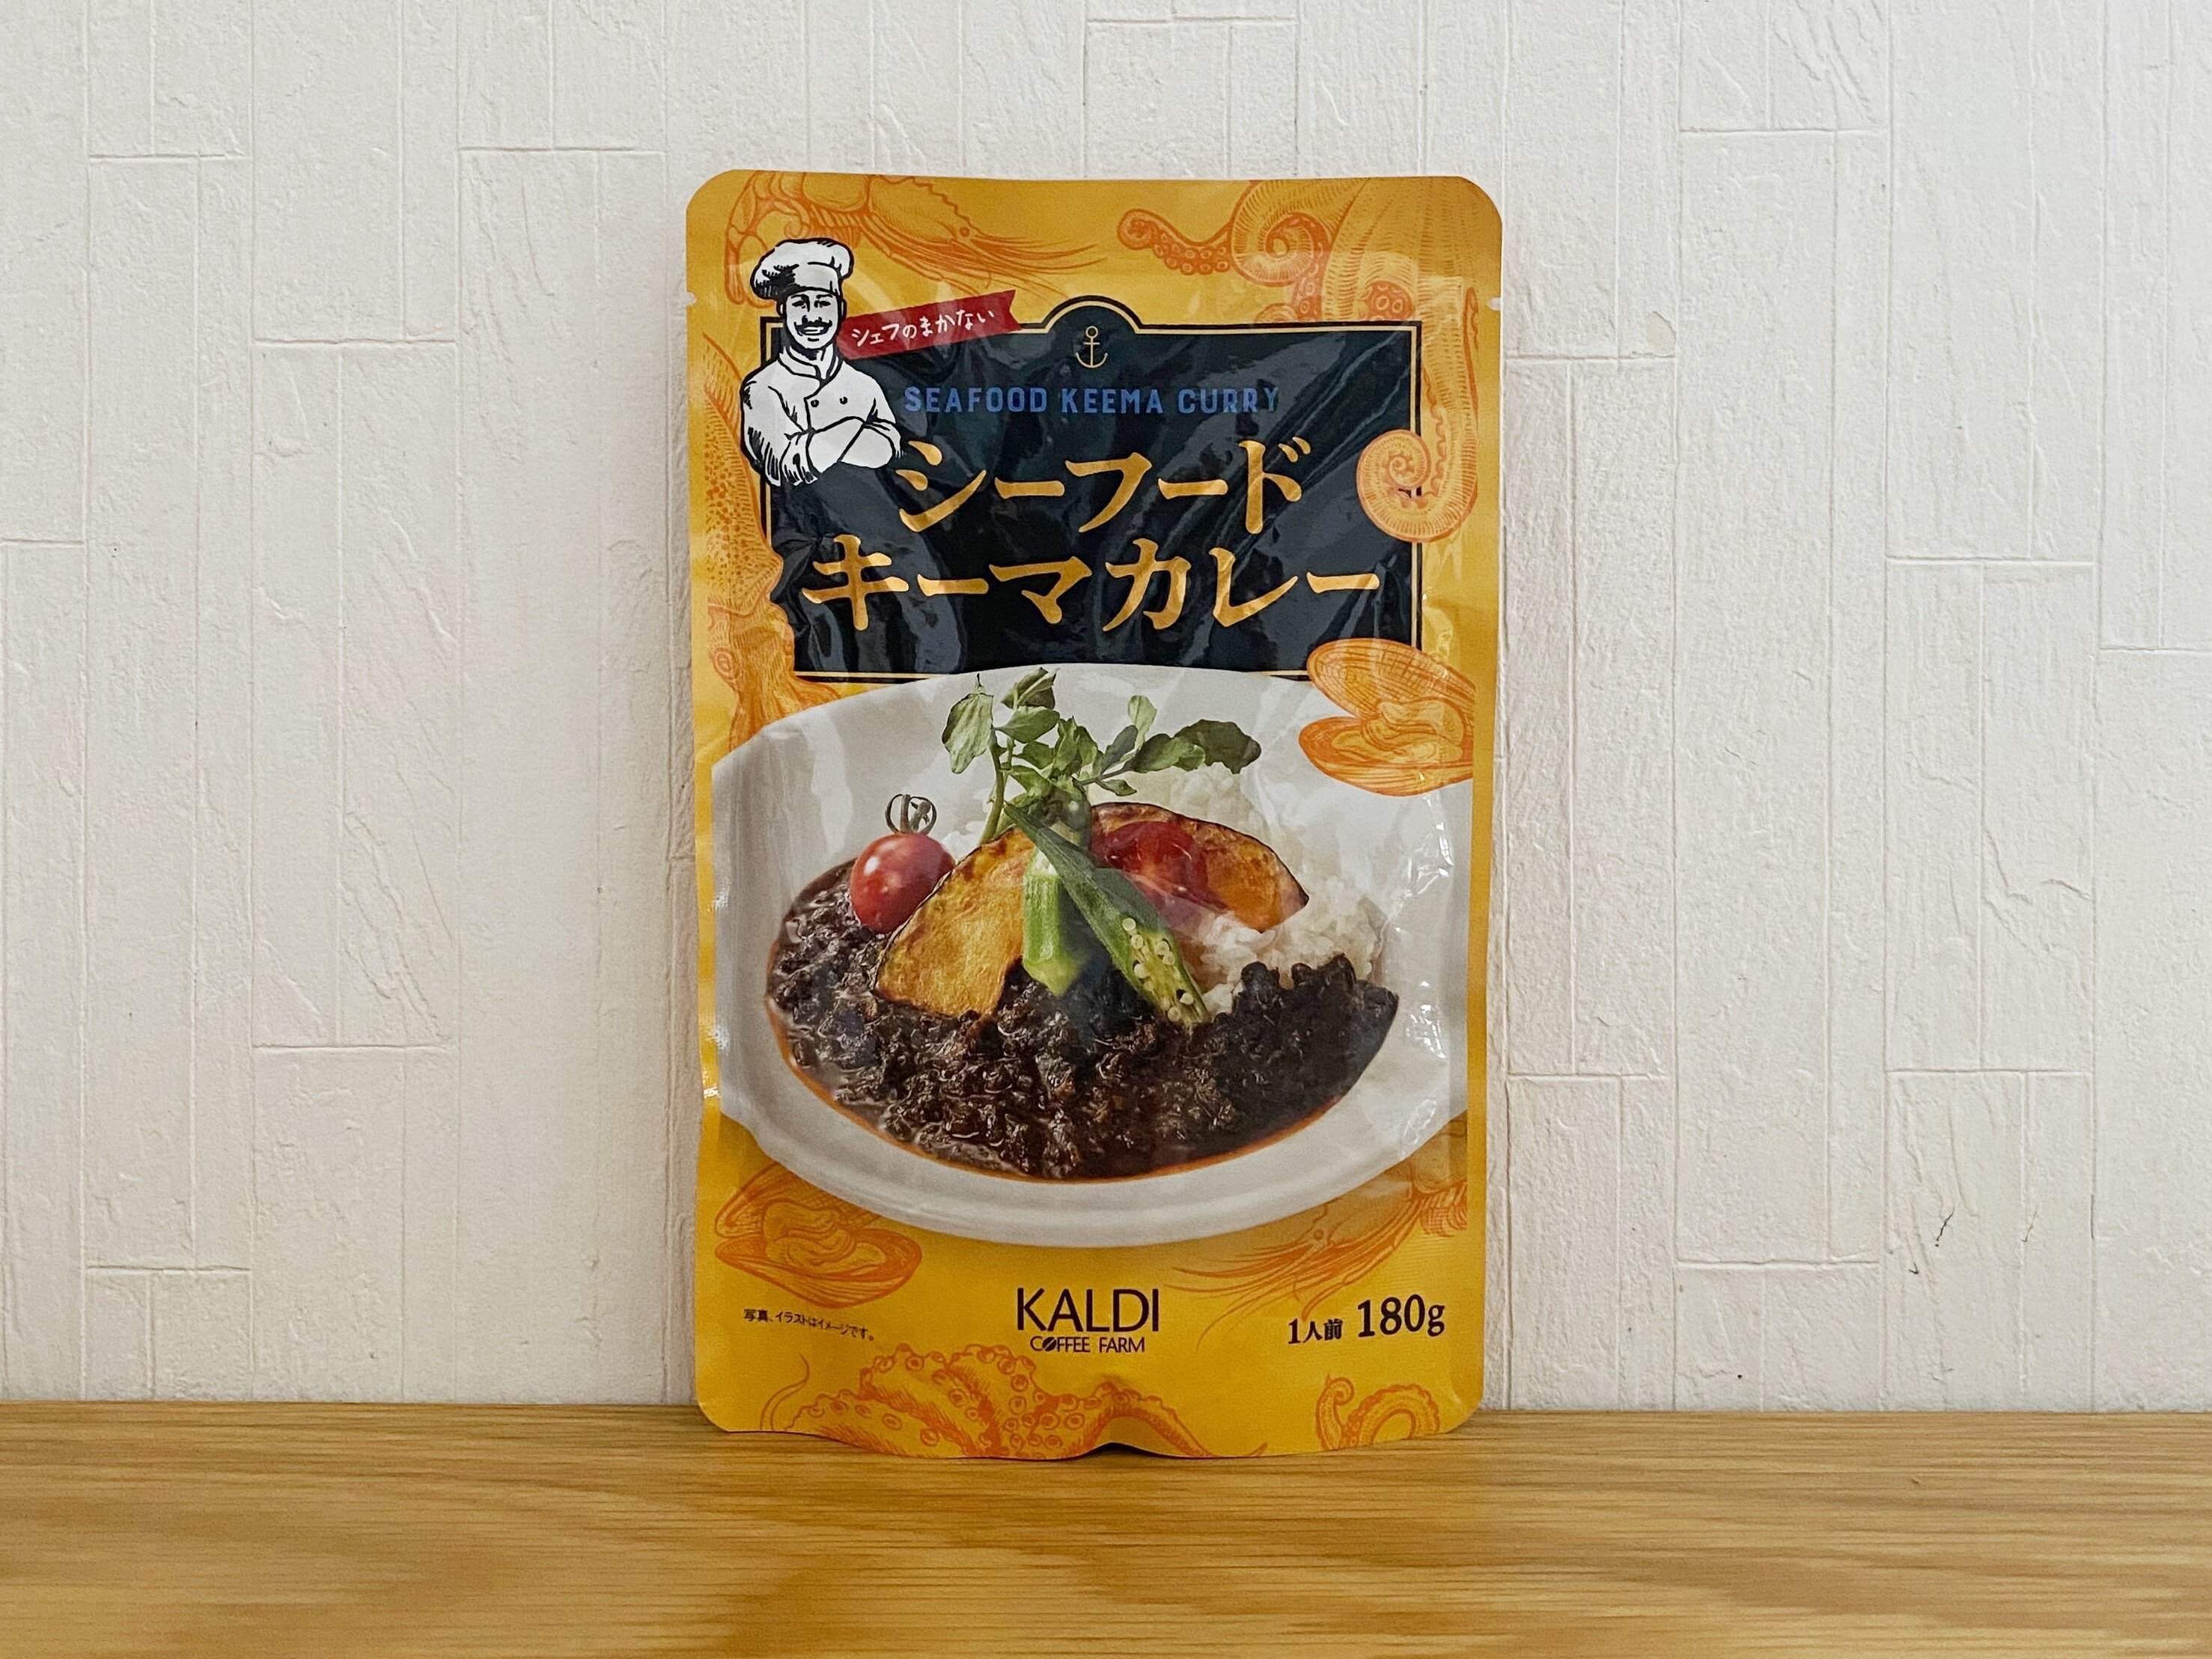 シェフのまかない
SEAFOOD KEEMA CURRY
シーフード
キーマカレー
写真、イラストはイメージです。
KALDI
COFFEE FARM
1人前 180g